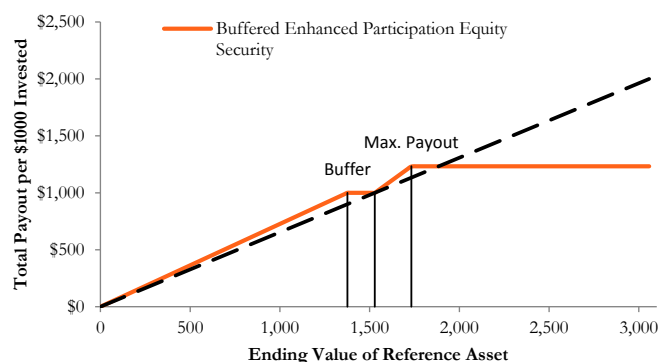 $2,500
$2,000
$1,500
$1,000
$500
$0
Total Payout per $1000 Invested
Buffered Enhanced Participation Equity
Security
Max. Payout
Buffer
0
500
1,000
1,500
2,000
2,500
3,000
Ending Value of Reference Asset